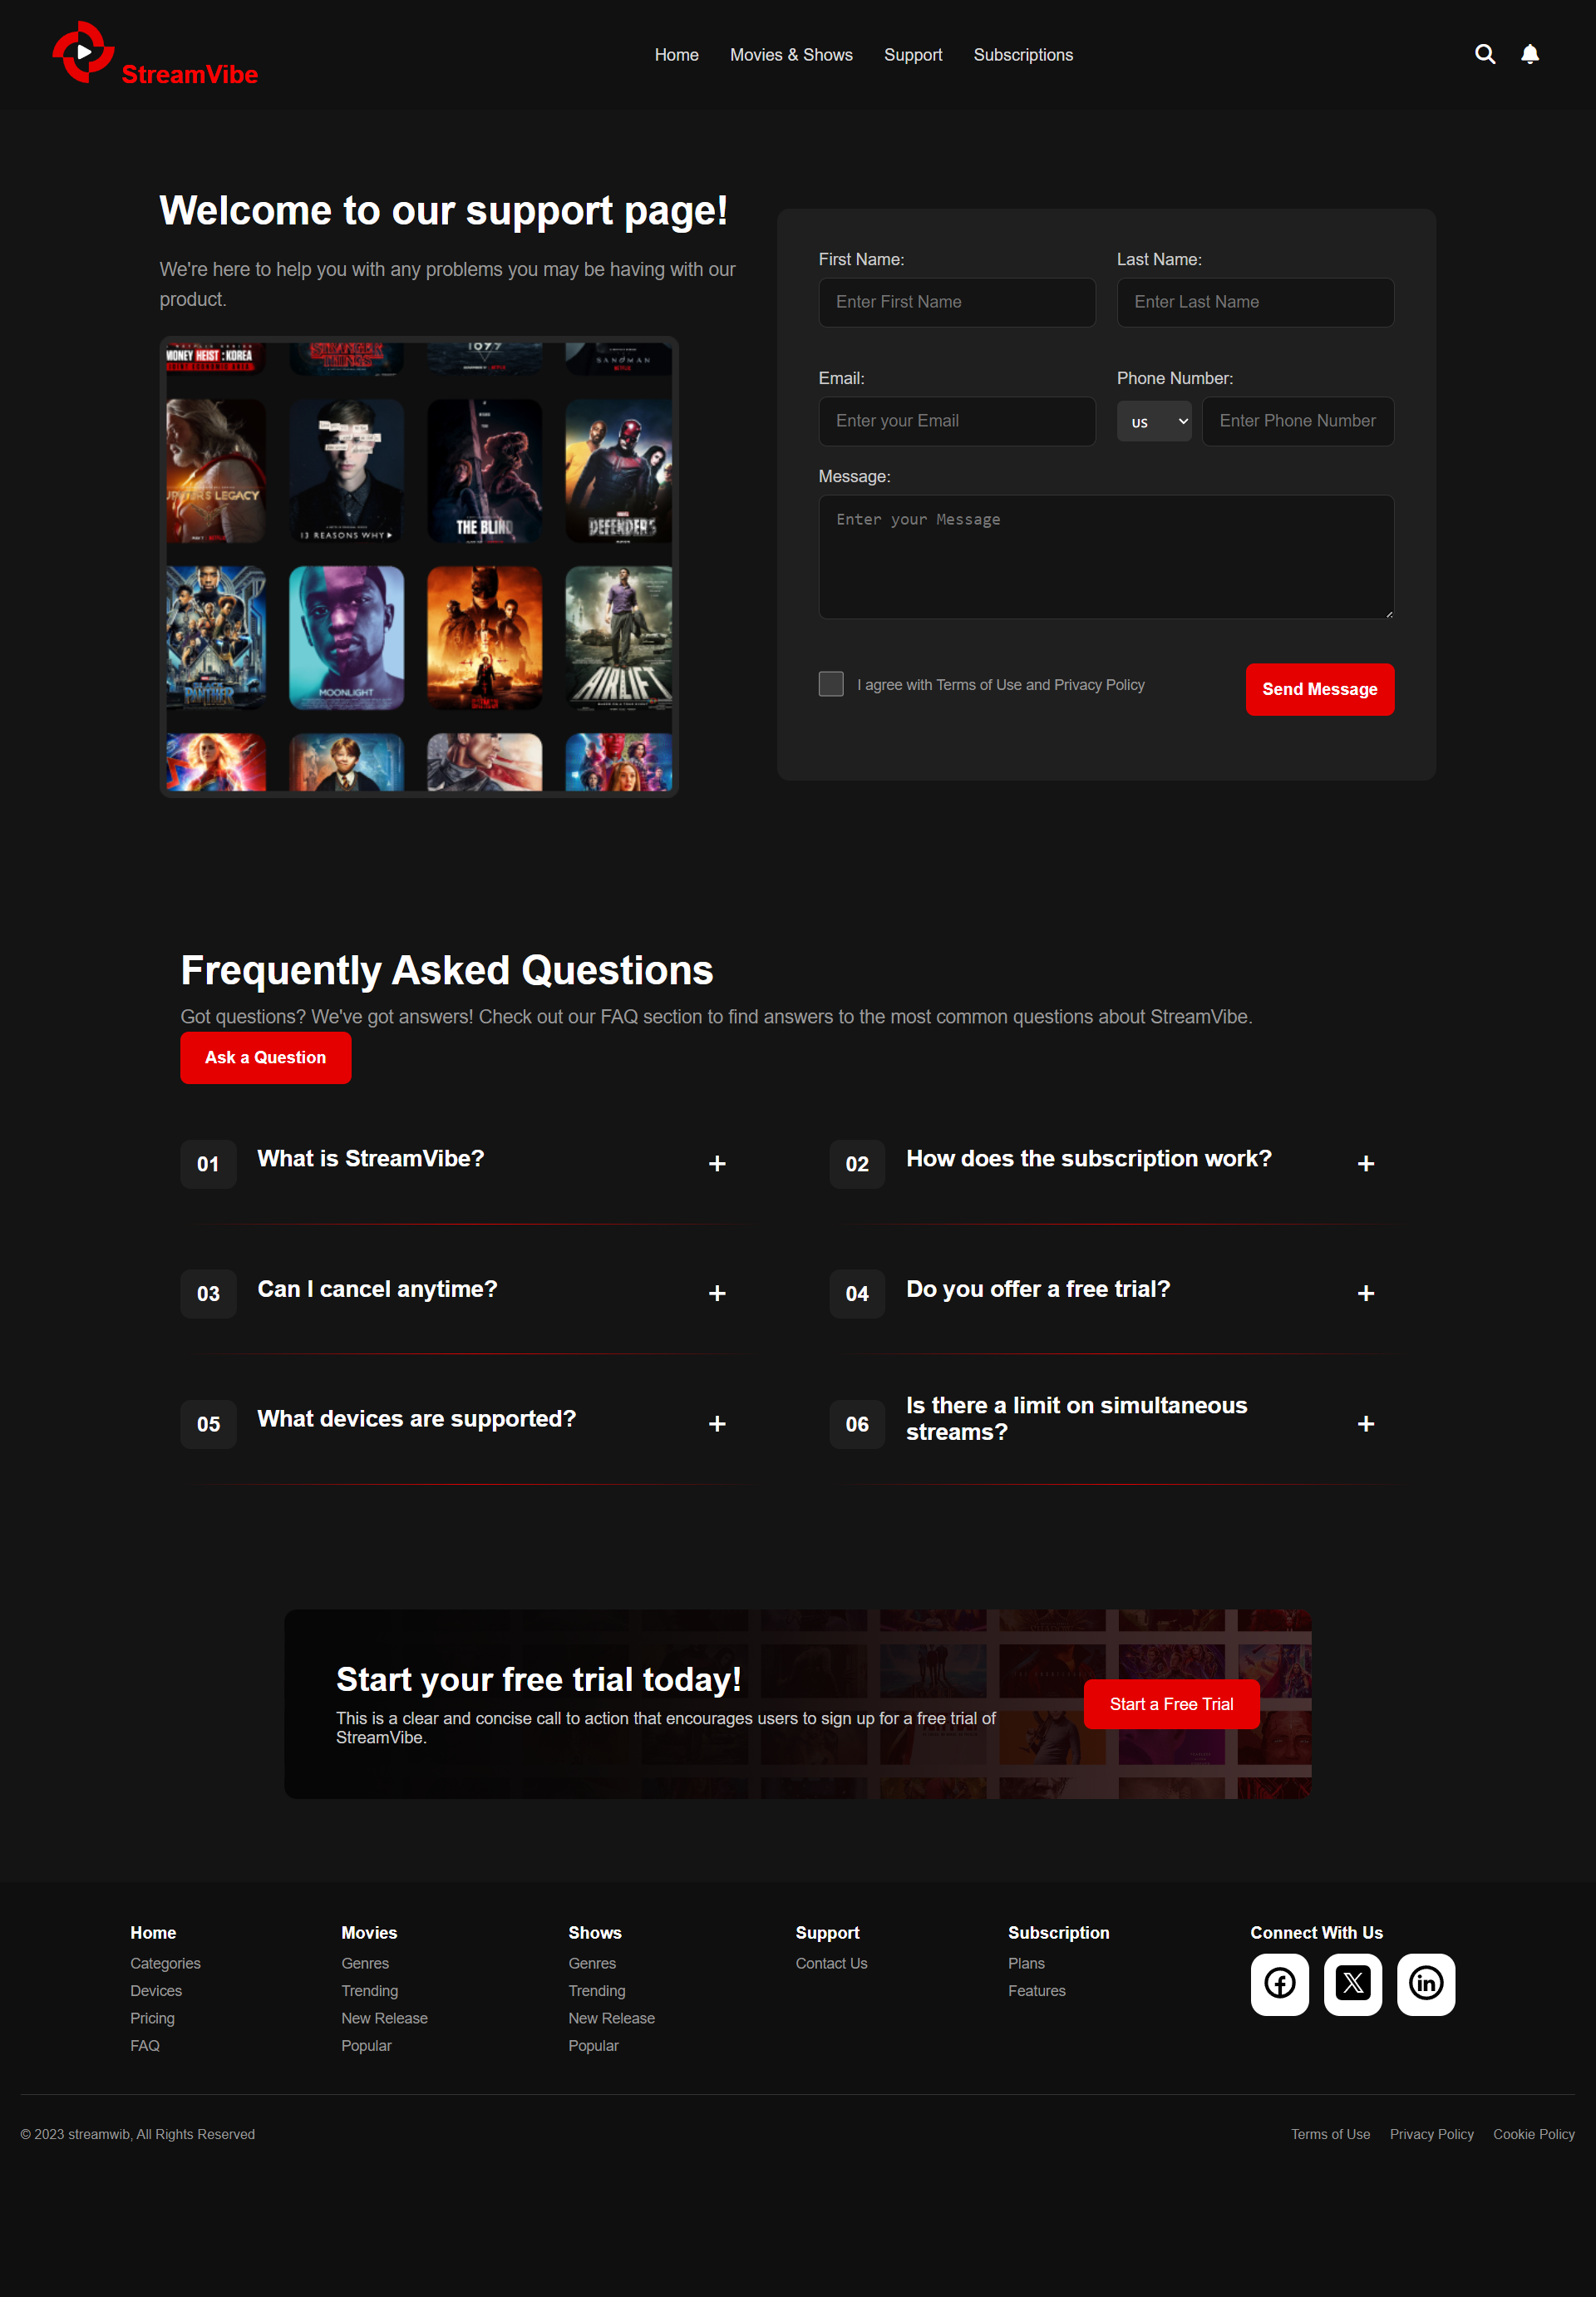 StreamVibe
Home
Movies & Shows
Support
Subscriptions
Welcome to our support page!
We're here to help you with any problems you may be having with our
product.
MONEY HEIST : KOREA
JOINT ECONOMIC AREA
STRANGER
THINGS
1899
SANDMAN
LEGACY
13 REASONS WHY
THE BLIND
DEFENDERS
BLACK
PANTHER
MOONLIGHT
AIRLIFT
First Name:
Enter First Name
Last Name:
Enter Last Name
Email:
Enter your Email
Phone Number:
US
Enter Phone Number
Message:
Enter your Message
I agree with Terms of Use and Privacy Policy
Send Message
Frequently Asked Questions
Got questions? We've got answers! Check out our FAQ section to find answers to the most common questions about StreamVibe.
Ask a Question
01
What is StreamVibe?
+
02
How does the subscription work?
+
03
Can I cancel anytime?
+
04
Do you offer a free trial?
+
05
What devices are supported?
+
06
Is there a limit on simultaneous
streams?
+
Start your free trial today!
This is a clear and concise call to action that encourages users to sign up for a free trial of
StreamVibe.
Start a Free Trial
Home
Categories
Devices
Pricing
FAQ
Movies
Genres
Trending
New Release
Popular
Shows
Genres
Trending
New Release
Popular
Support
Contact Us
Subscription
Plans
Features
Connect With Us
© 2023 streamwib, All Rights Reserved
Terms of Use
Privacy Policy
Cookie Policy